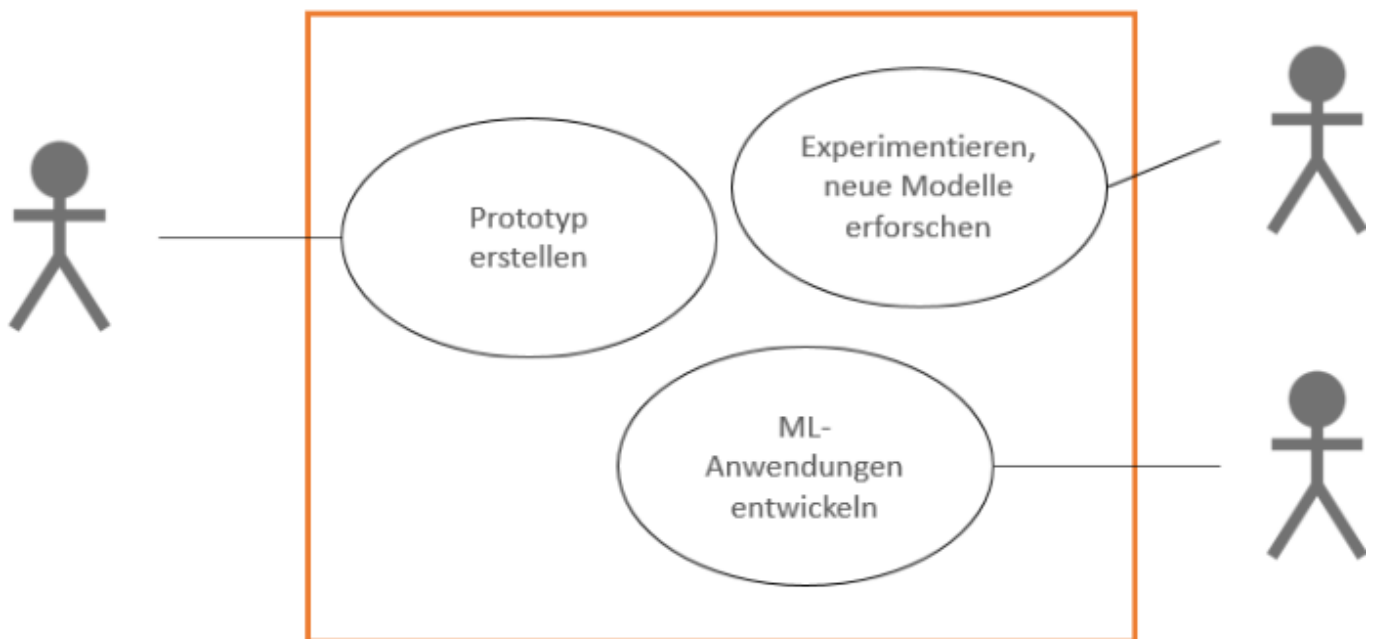 Prototyp
erstellen
Experimentieren,
neue Modelle
erforschen
ML-
Anwendungen
entwickeln